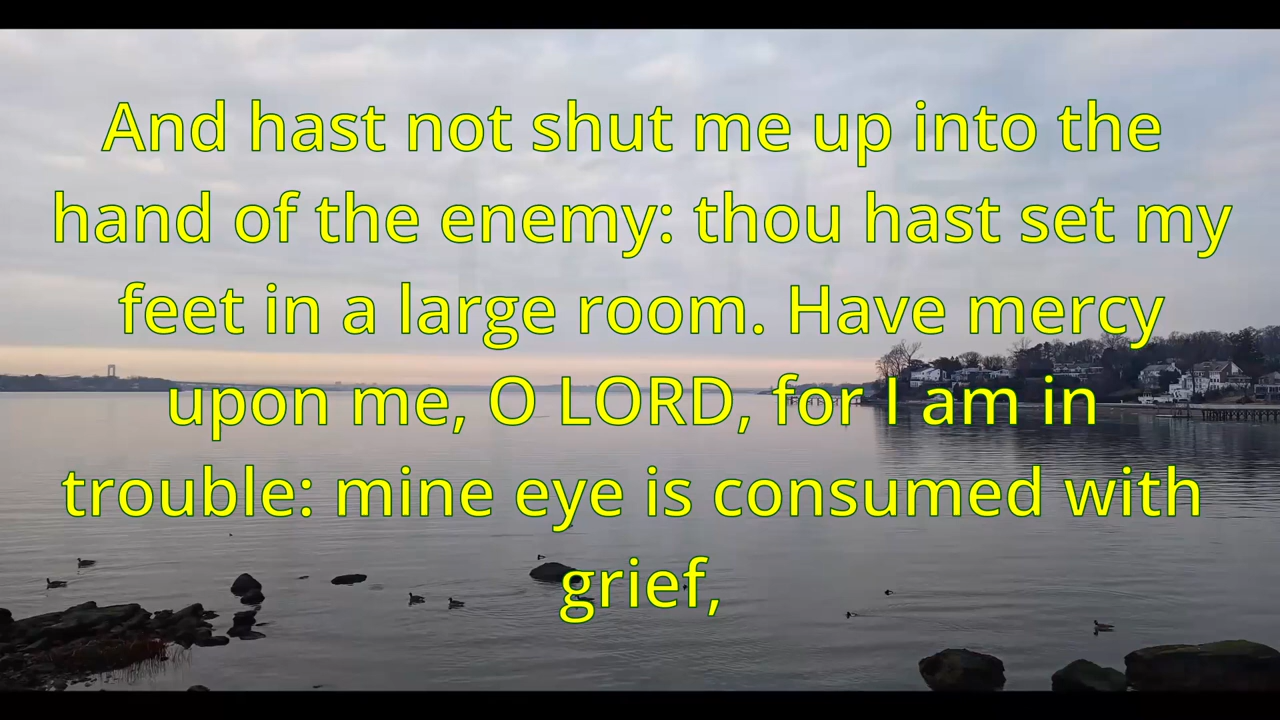 And hast not shut me up into the
hand of the enemy: thou hast set my
feet in a large room. Have mercy
upon me, O LORD, for I am in
trouble: mine eye is consumed with
grief,